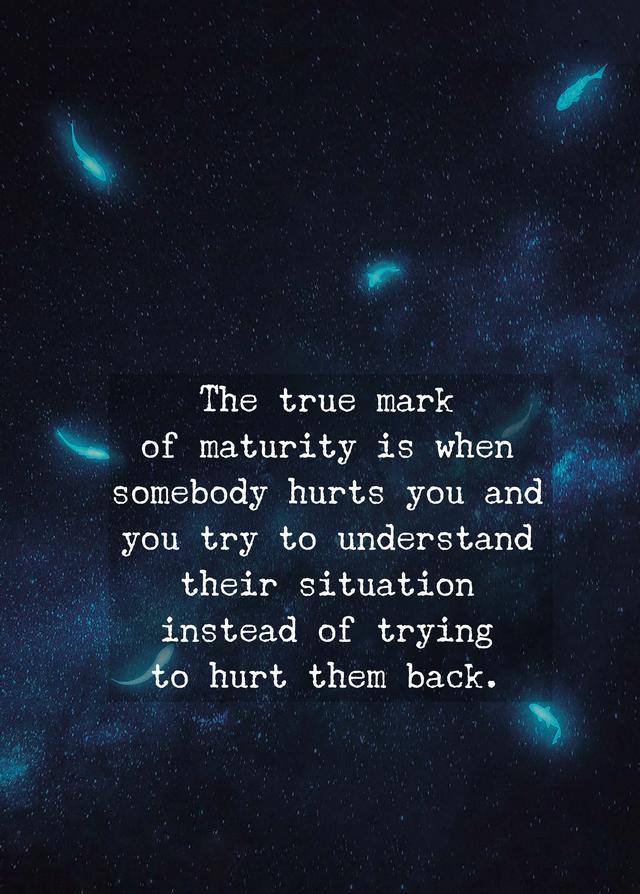 The true mark
of maturity is when
somebody hurts you and
you try to understand
their situation
instead of trying
to hurt them back.